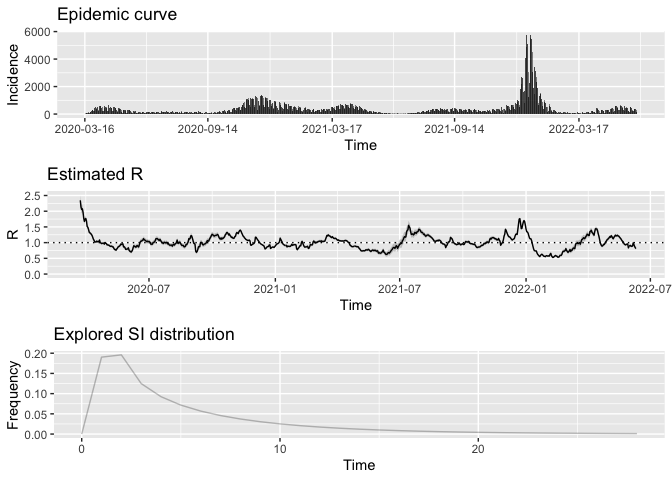 Epidemic curve
6000
4000
2000
0
Incidence
2020-03-16 2020-09-14 2021-03-17 2021-09-14 2022-03-17
Time
Estimated R
2.5
2.0
1.5
1.0
0.5
0.0
R
2020-07 2021-01 2021-07 2022-01 2022-07
Time
Explored SI distribution
0.20
0.15
0.10
0.05
0.00
Frequency
0 10 20
Time